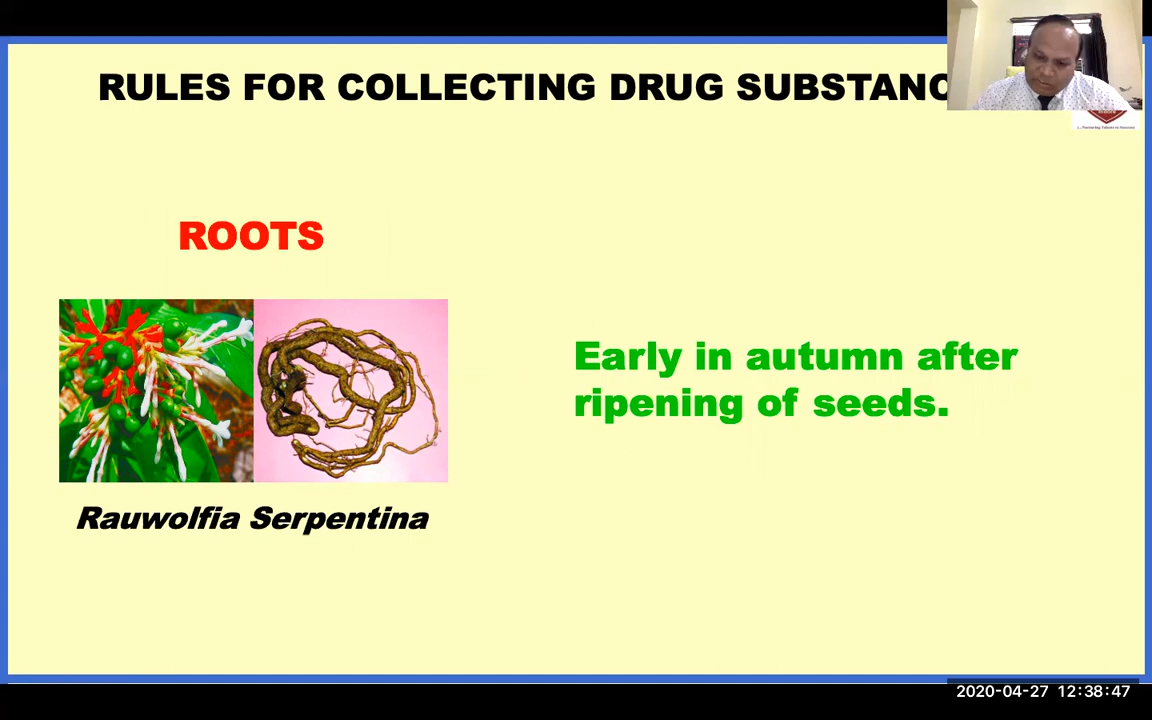 RULES FOR COLLECTING DRUG SUBSTANC
ROOTS
Early in autumn after
ripening of seeds.
Rauwolfia Serpentina
2020-04-27 12:38:47